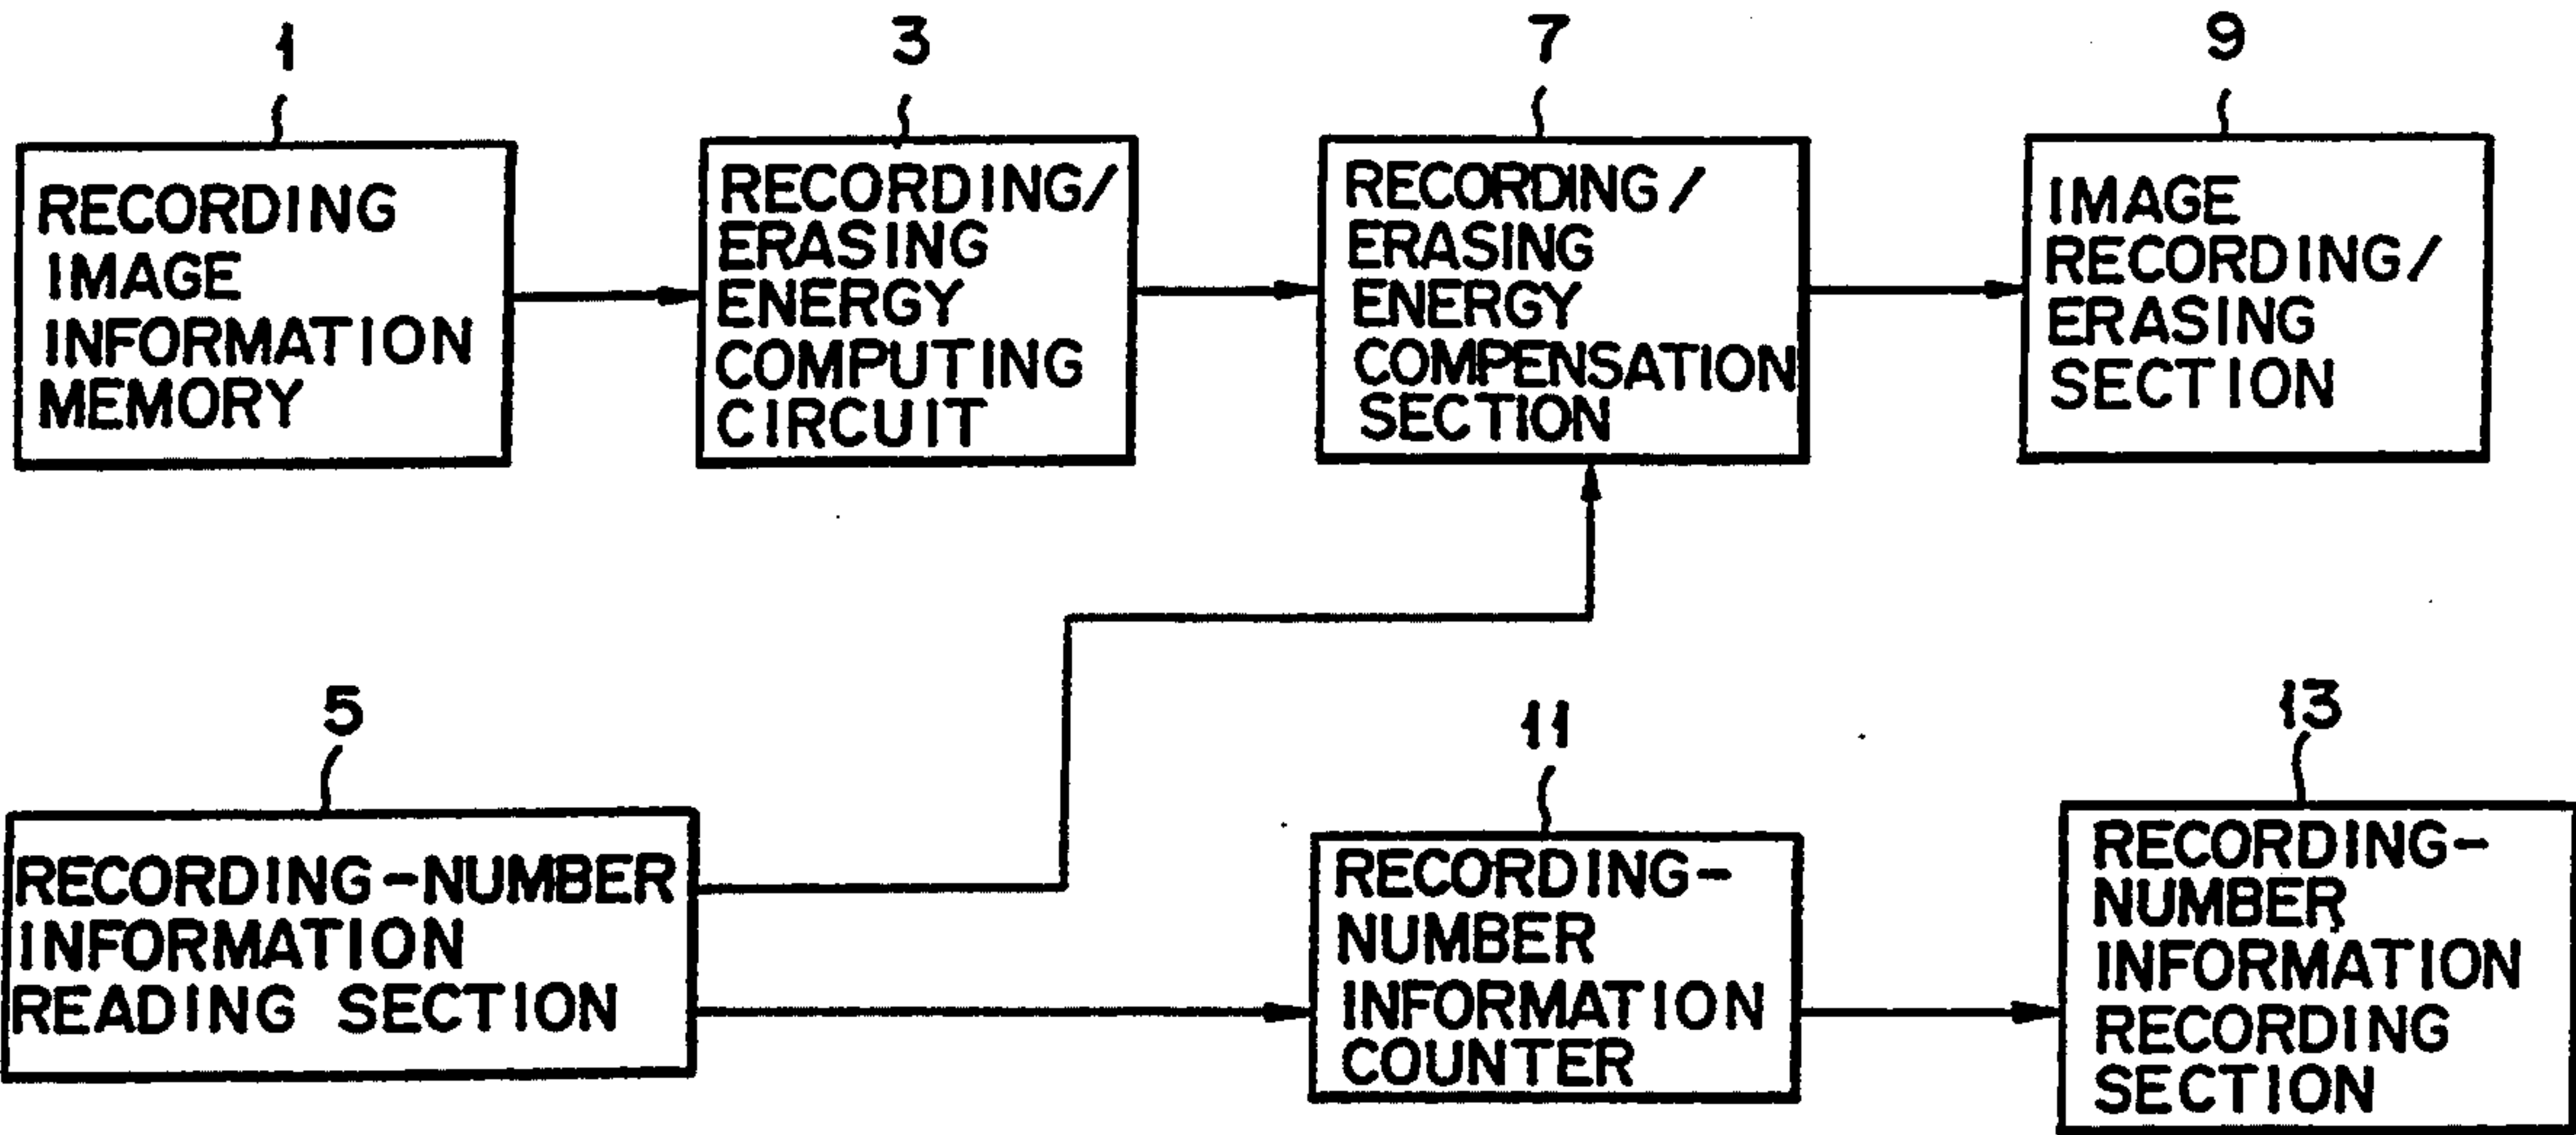 1
RECORDING
IMAGE
INFORMATION
MEMORY
3
RECORDING/
ERASING
ENERGY
COMPUTING
CIRCUIT
7
RECORDING/
ERASING
ENERGY
COMPENSATION
SECTION
9
IMAGE
RECORDING/
ERASING
SECTION
5
RECORDING-NUMBER
INFORMATION
READING SECTION
11
RECORDING-
NUMBER
INFORMATION
COUNTER
13
RECORDING-
NUMBER
INFORMATION
RECORDING
SECTION